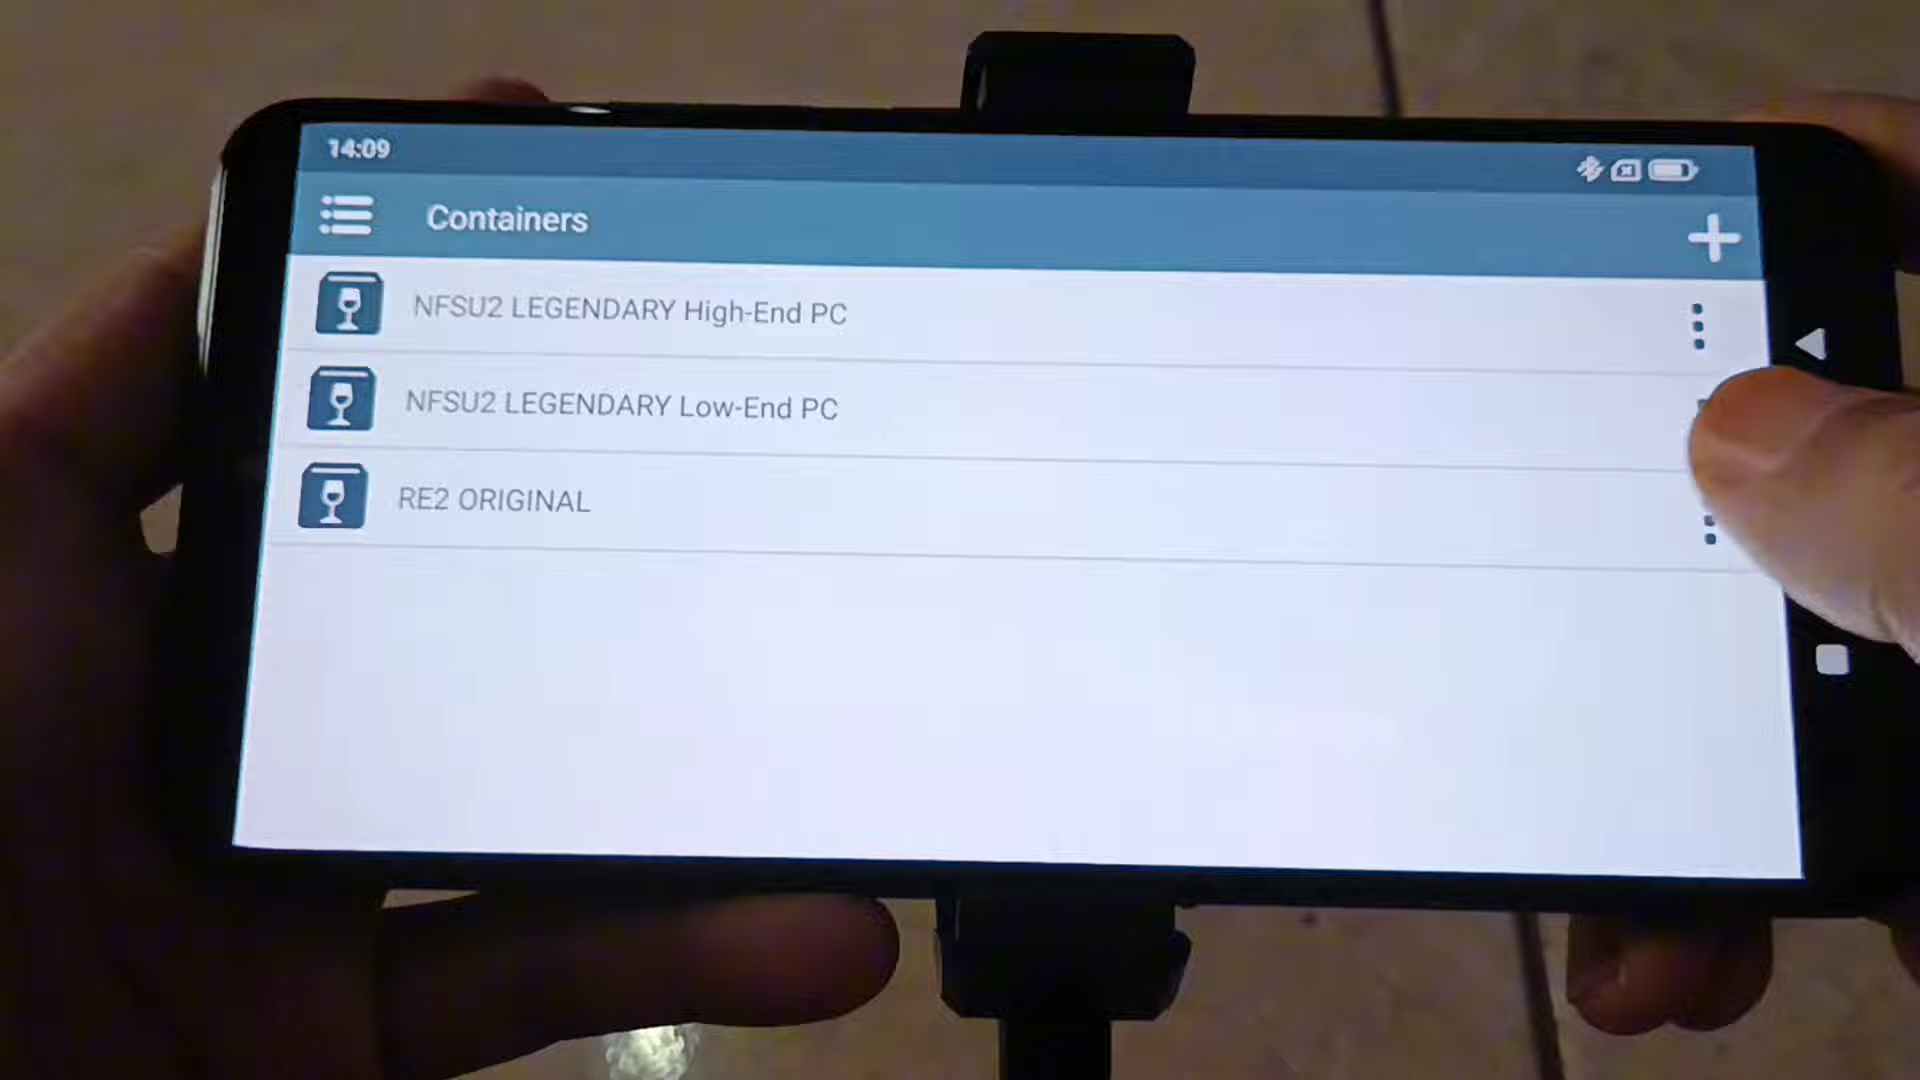 14:09
Containers
NFSU2 LEGENDARY High-End PC
NFSU2 LEGENDARY Low-End PC
RE2 ORIGINAL